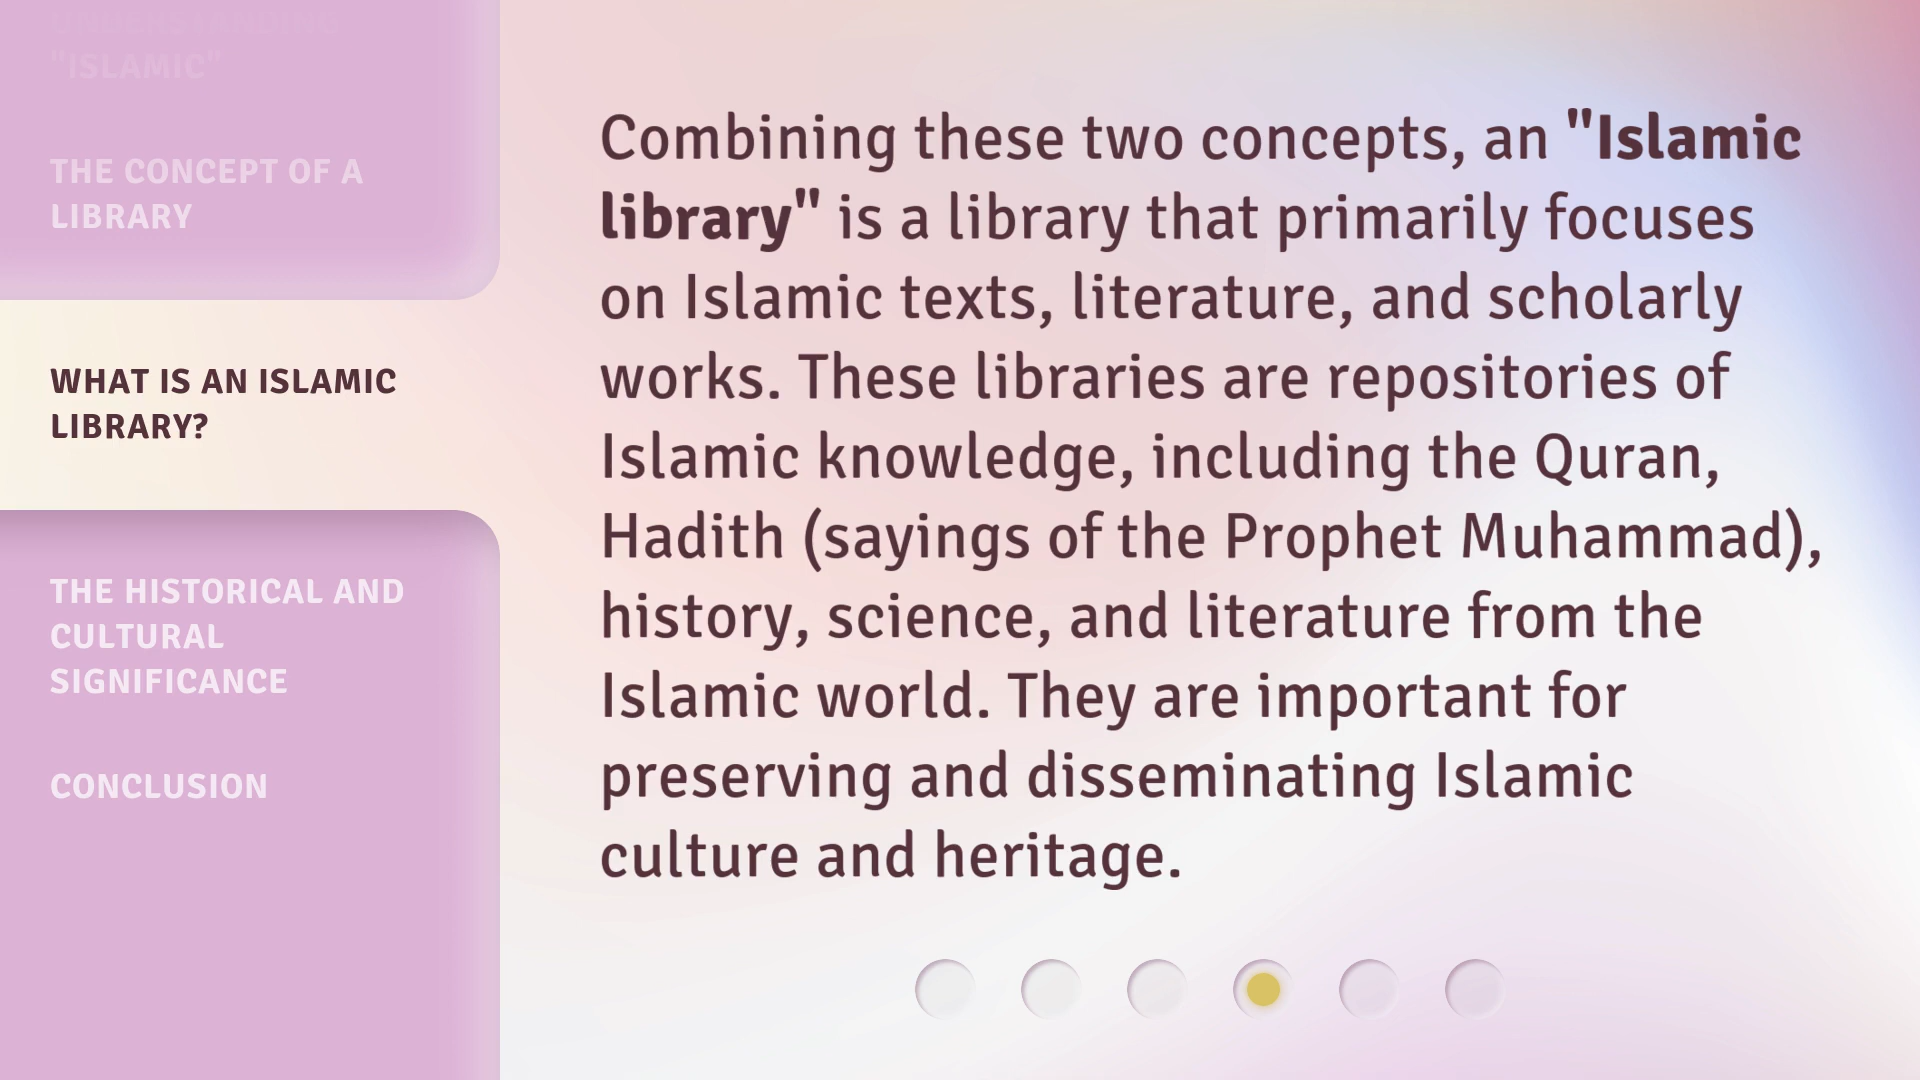 "ISLAMIC"
THE CONCEPT OF A
LIBRARY
WHAT IS AN ISLAMIC
LIBRARY?
THE HISTORICAL AND
CULTURAL
SIGNIFICANCE
CONCLUSION
Combining these two concepts, an "Islamic
library" is a library that primarily focuses
on Islamic texts, literature, and scholarly
works. These libraries are repositories of
Islamic knowledge, including the Quran,
Hadith (sayings of the Prophet Muhammad),
history, science, and literature from the
Islamic world. They are important for
preserving and disseminating Islamic
culture and heritage.